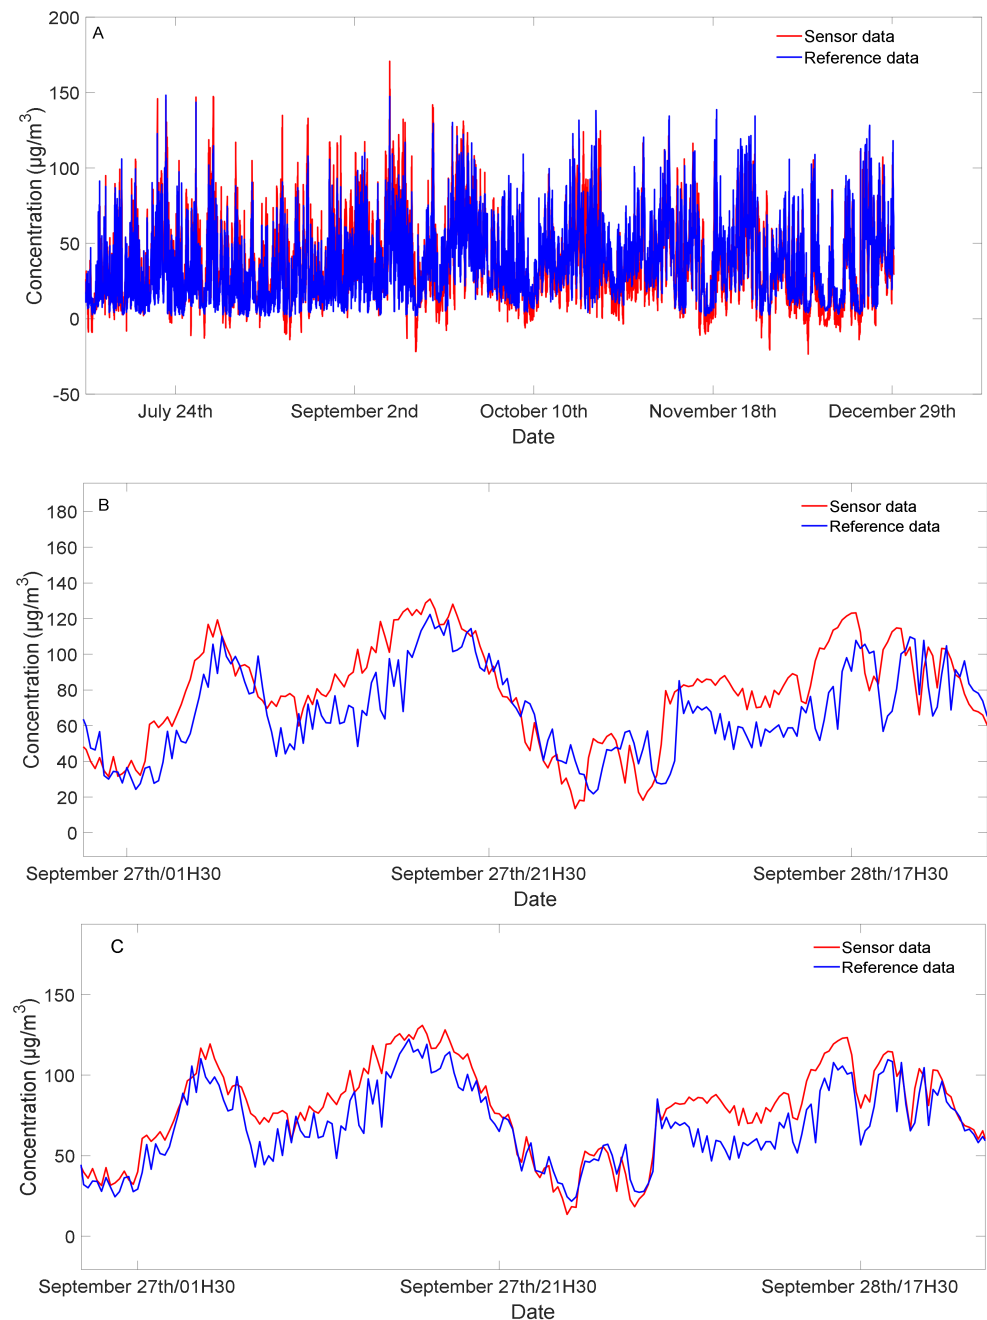 A
Sensor data
Reference data
200
150
100
50
0
-50
Concentration (µg/m3)
July 24th
September 2nd
October 10th
November 18th
December 29th
Date
B
Sensor data
Reference data
180
160
140
120
100
80
60
40
20
0
Concentration (µg/m3)
September 27th/01H30
September 27th/21H30
September 28th/17H30
Date
C
Sensor data
Reference data
150
100
50
0
Concentration (µg/m3)
September 27th/01H30
September 27th/21H30
September 28th/17H30
Date